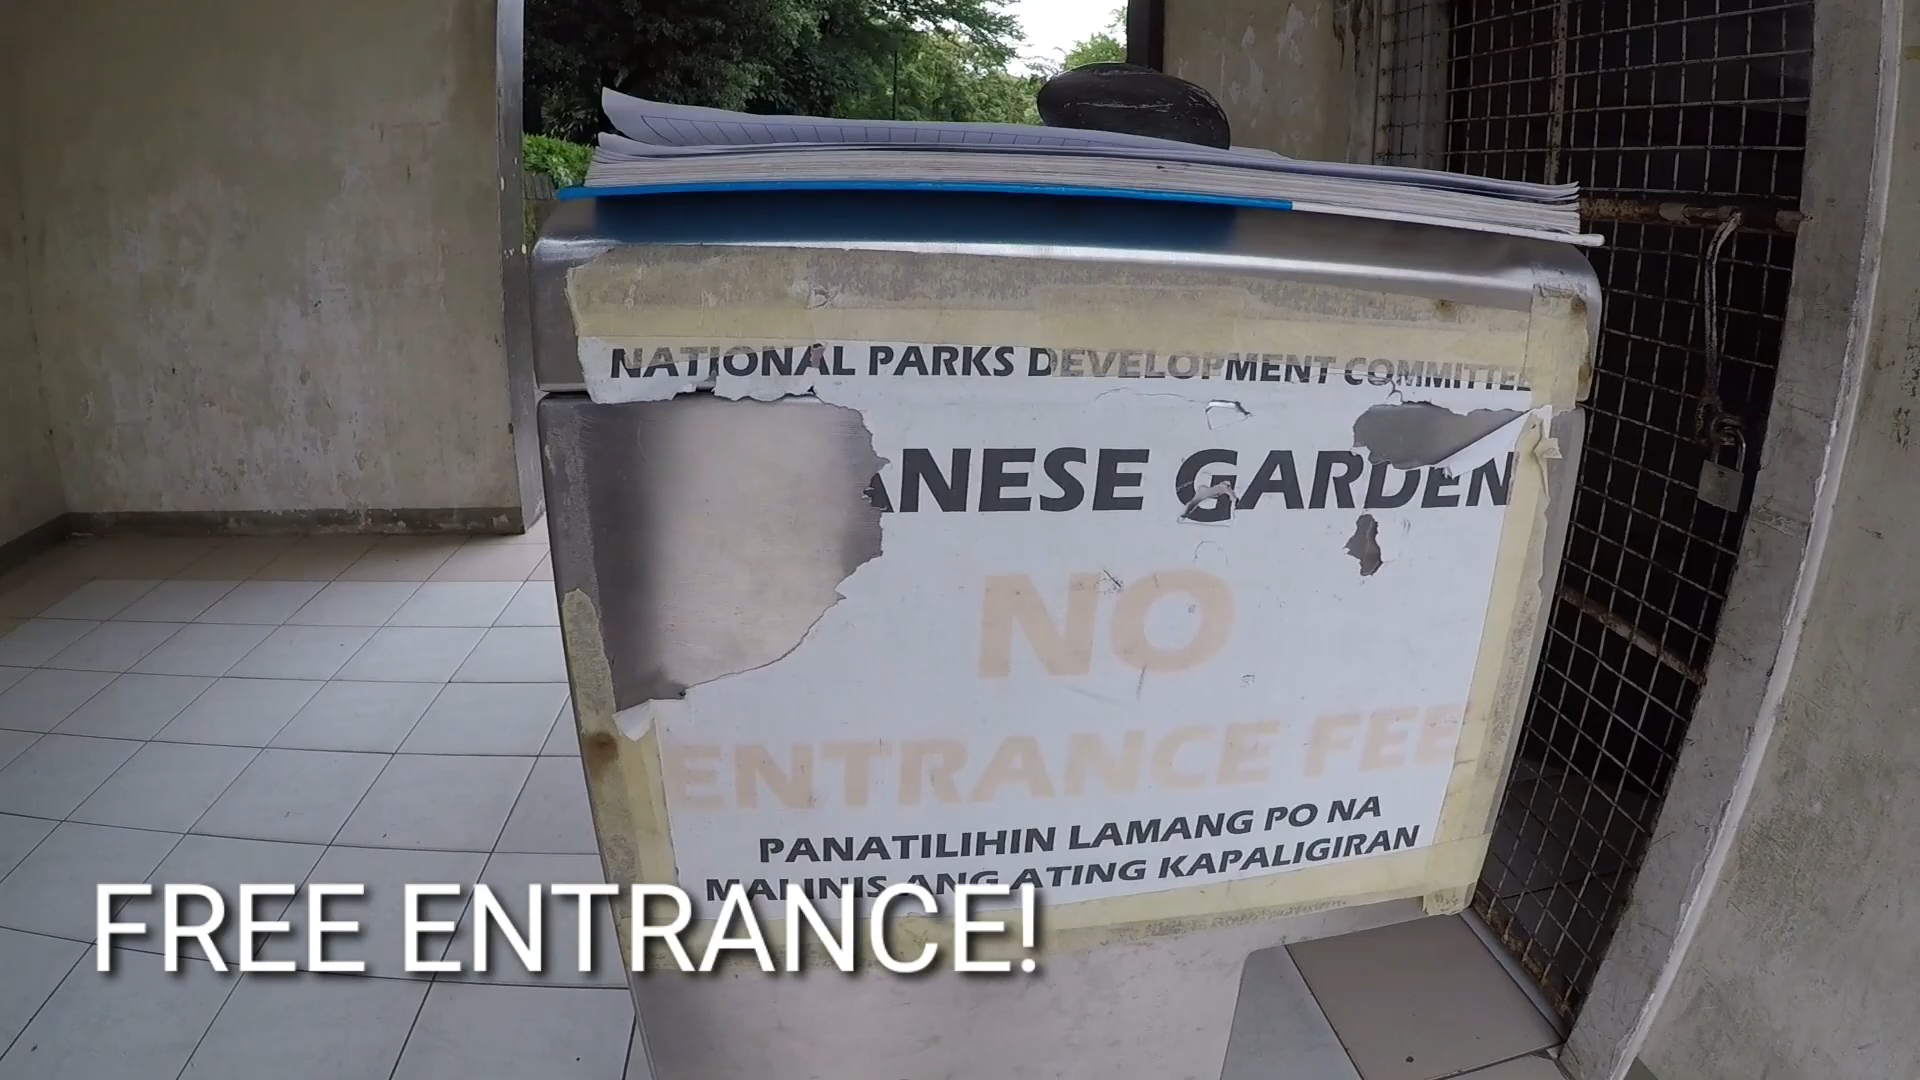 NATIONAL PARKS DEVELOPMENT COMMITTEE
ANESE GARDEN
NO
ENTRANCE FEE
PANATILIHIN LAMANG PO NA
MALINIS ANG ATING KAPALIGIRAN
FREE ENTRANCE!